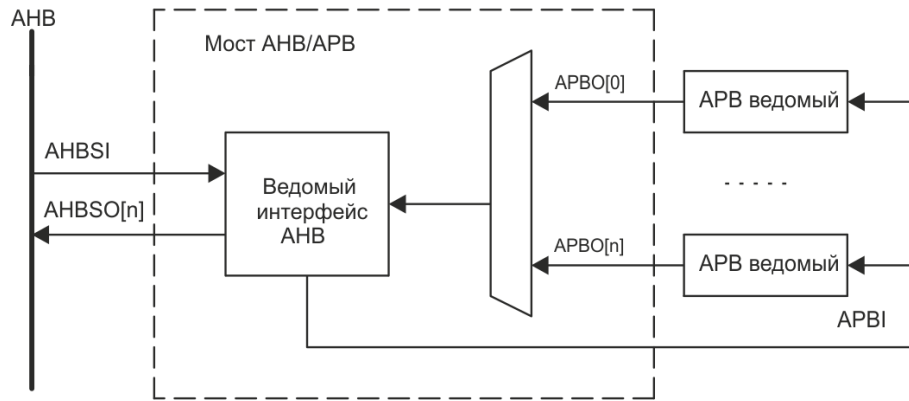 AHB
Мост AHB/APB
APBO[0]
APB ведомый
AHBSI
Ведомый
интерфейс
AHB
AHBSO[n]
APBO[n]
APB ведомый
APBI